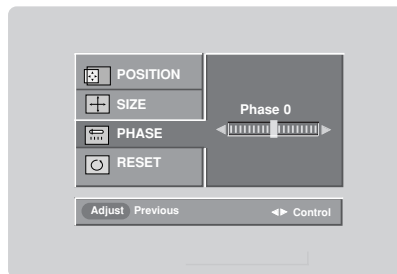 POSITION
SIZE
Phase 0
PHASE
RESET
Adjust Previous
◄► Control